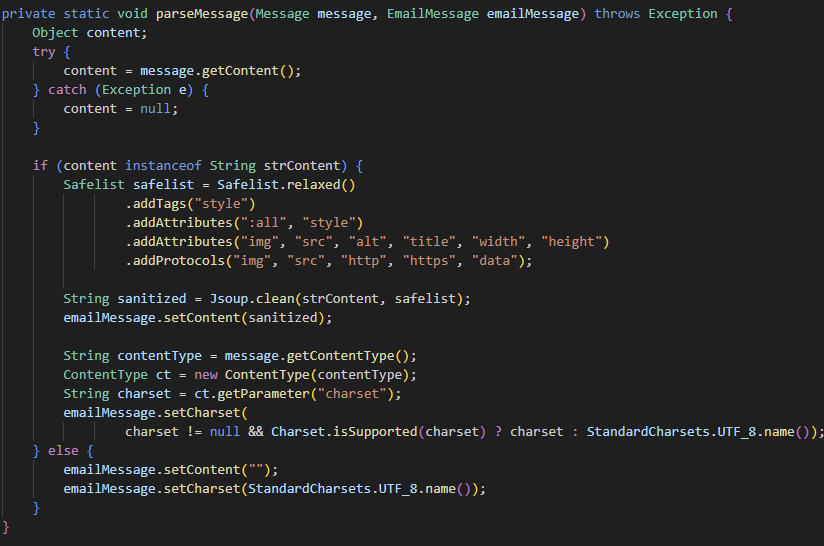 private static void parseMessage(Message message, EmailMessage emailMessage) throws Exception {
    Object content;
    try {
        content = message.getContent();
    } catch (Exception e) {
        content = null;
    }

    if (content instanceof String strContent) {
        Safelist safelist = Safelist.relaxed()
                .addTags("style")
                .addAttributes(":all", "style")
                .addAttributes("img", "src", "alt", "title", "width", "height")
                .addProtocols("img", "src", "http", "https", "data");

        String sanitized = Jsoup.clean(strContent, safelist);
        emailMessage.setContent(sanitized);

        String contentType = message.getContentType();
        ContentType ct = new ContentType(contentType);
        String charset = ct.getParameter("charset");
        emailMessage.setCharset(
                charset != null && Charset.isSupported(charset) ? charset : StandardCharsets.UTF_8.name());
    } else {
        emailMessage.setContent("");
        emailMessage.setCharset(StandardCharsets.UTF_8.name());
    }
}